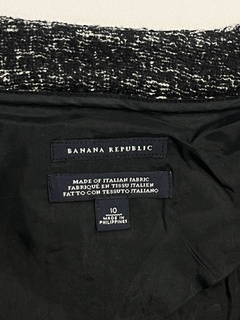 BANANA REPUBLIC
MADE OF ITALIAN FABRIC
FABRIQUÉ EN TISSU ITALIEN
FATTO CON TESSUTO ITALIANO
10
MADE IN
PHILIPPINES